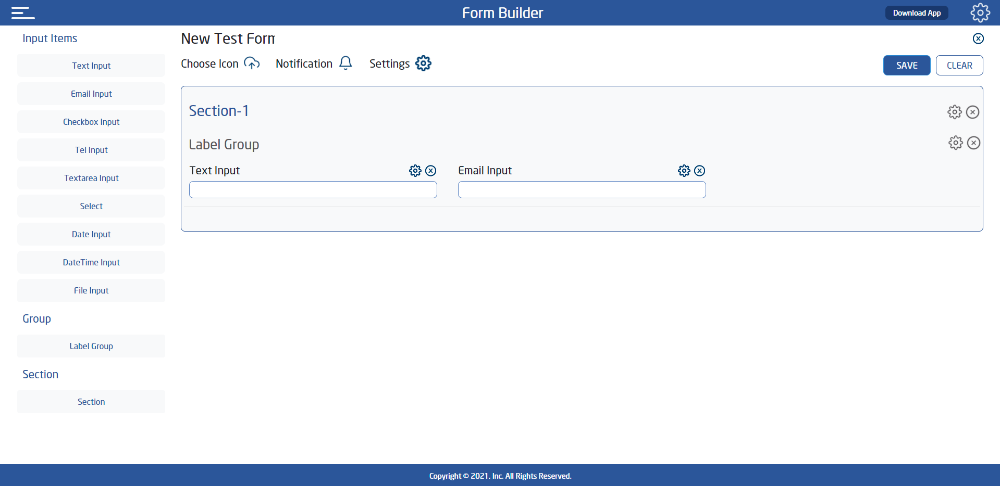 Form Builder
Download App
Input Items
Text Input
Email Input
Checkbox Input
Tel Input
Textarea Input
Select
Date Input
DateTime Input
File Input
Group
Label Group
Section
Section
New Test Form
Choose Icon
Notification
Settings
SAVE
CLEAR
Section-1
Label Group
Text Input
Email Input
Copyright © 2021, Inc. All Rights Reserved.